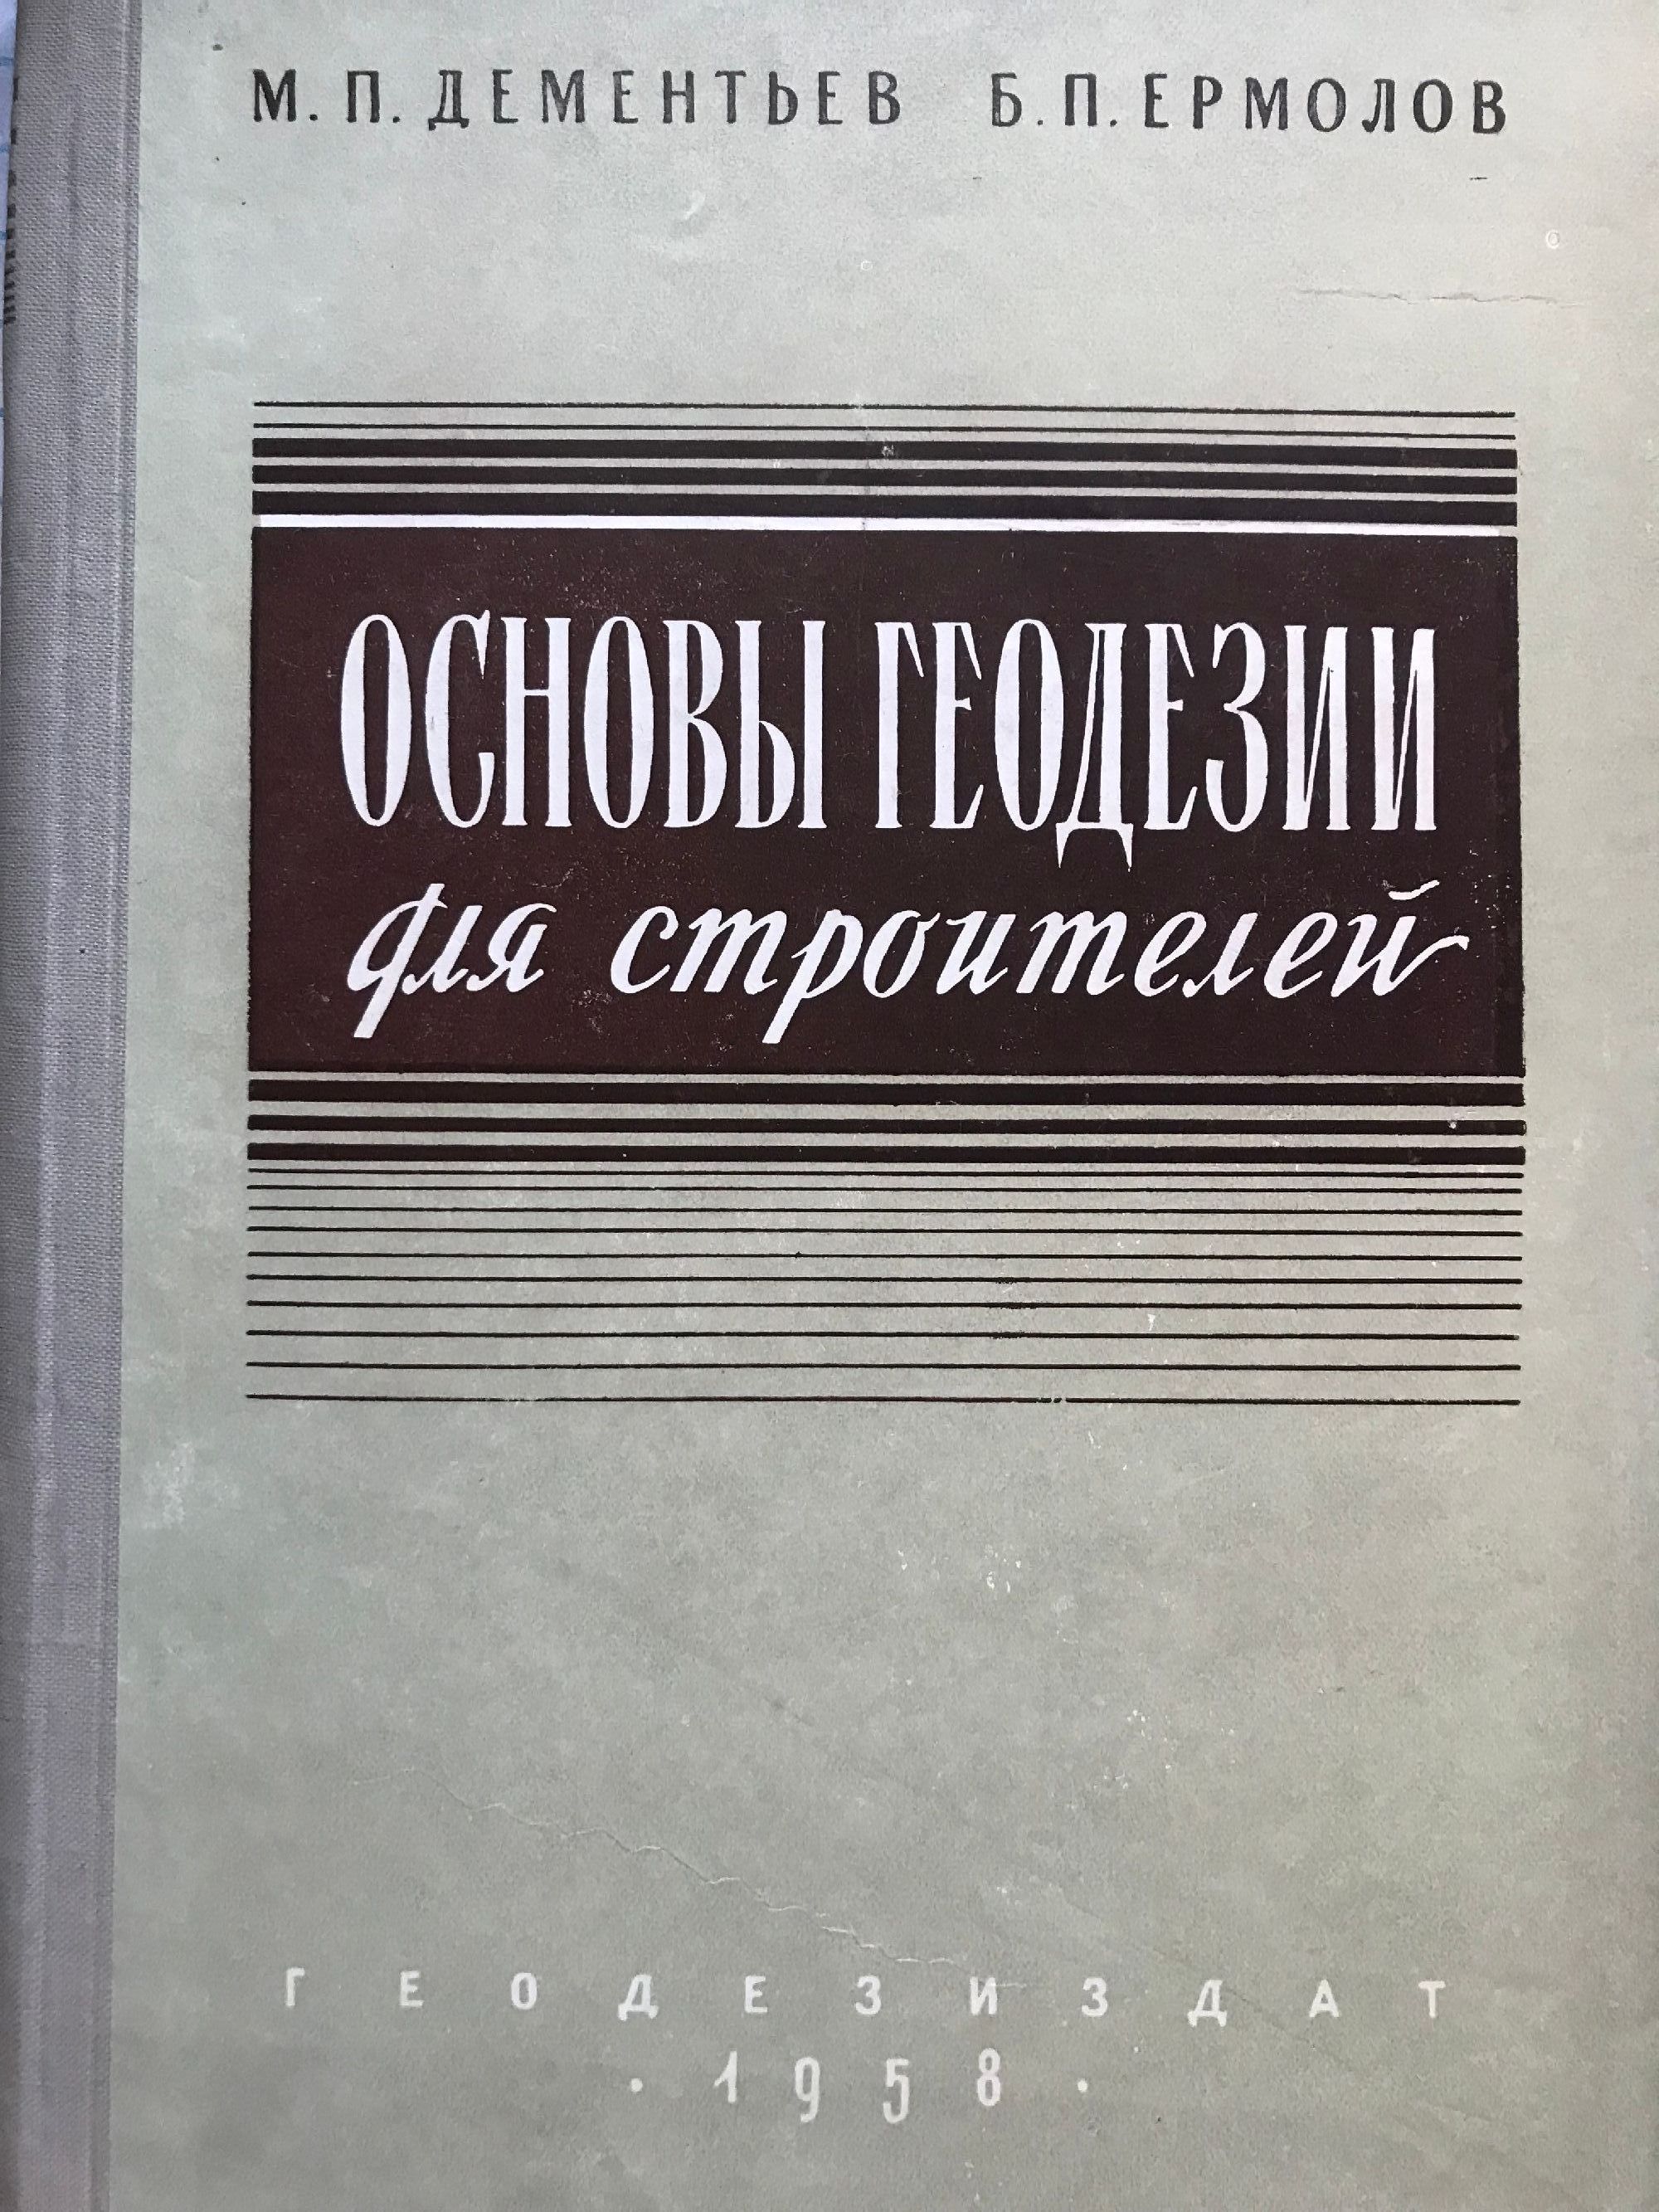 М. П. ДЕМЕНТЬЕВ Б. П. ЕРМОЛОВ
ОСНОВЫ ГЕОДЕЗИИ
для строителей
ГЕОДЕЗИЗДАТ
· 1958 ·